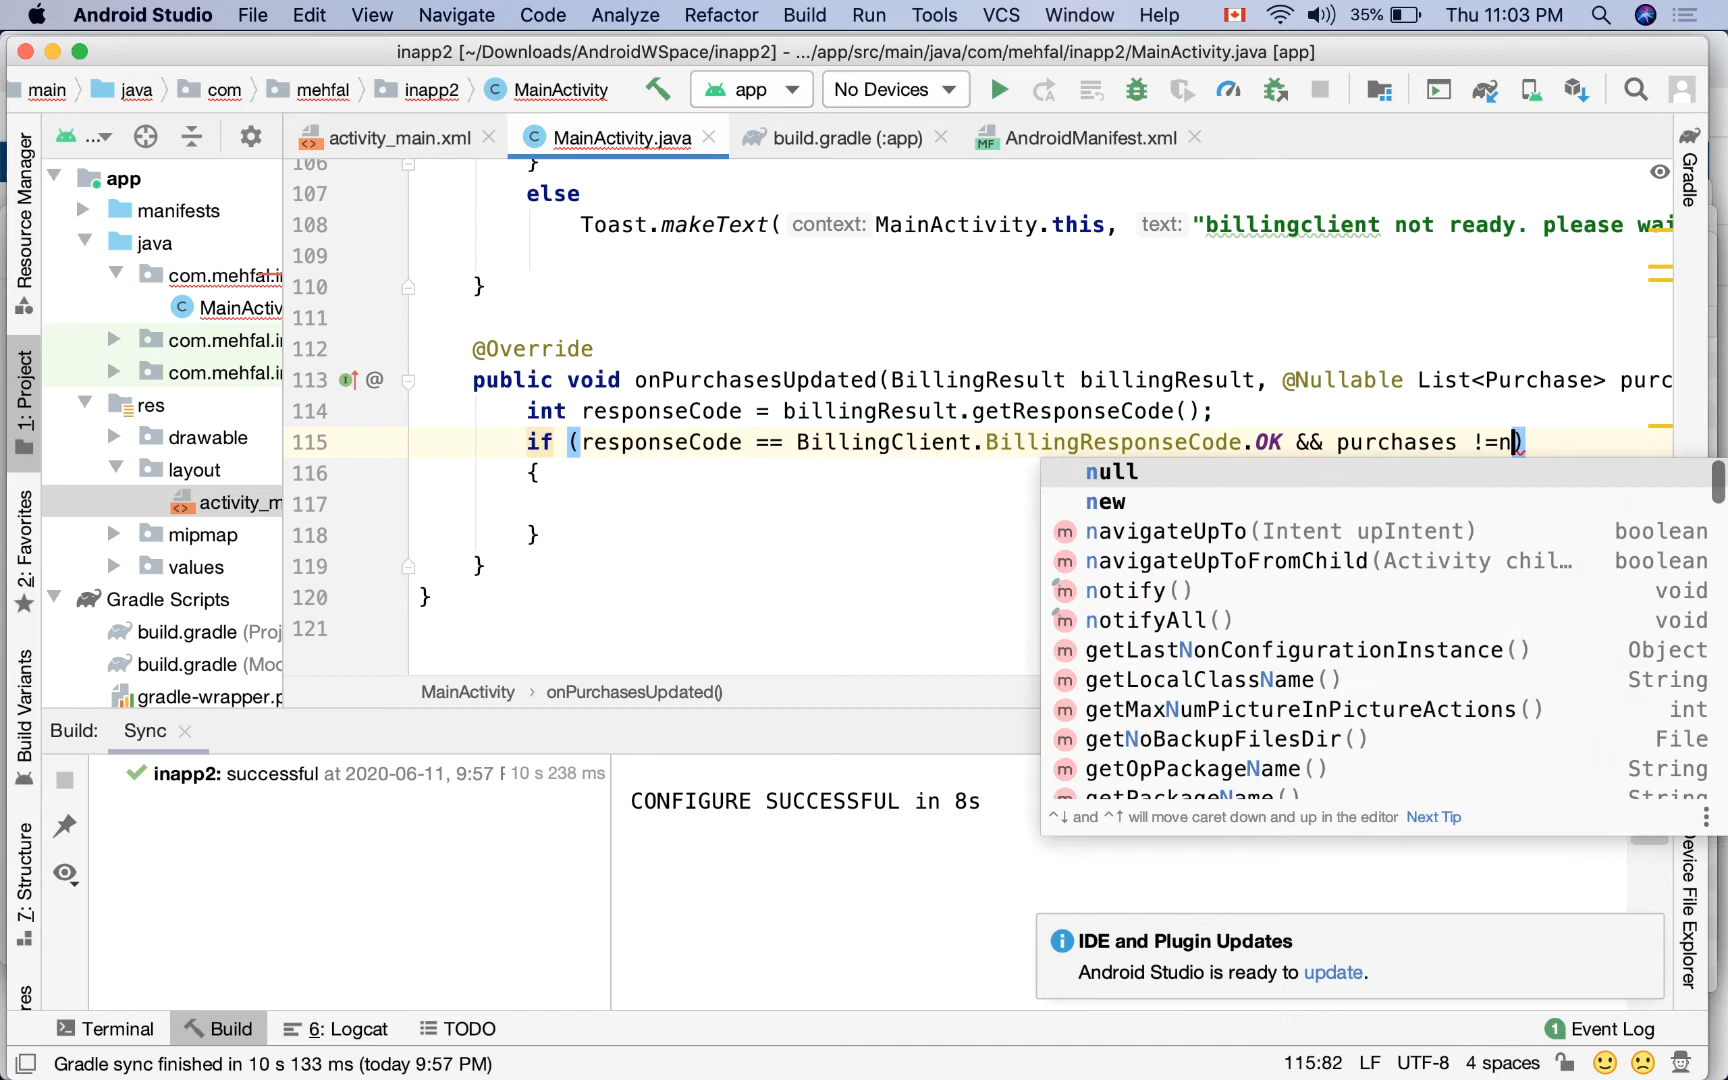 Android Studio File Edit View Navigate Code Analyze Refactor Build Run Tools VCS Window Help 35% Thu 11:03 PM
inapp2 [~/Downloads/AndroidWSpace/inapp2] - .../app/src/main/java/com/mehfal/inapp2/MainActivity.java [app]
main java com mehfal inapp2 C MainActivity app No Devices
... activity_main.xml C MainActivity.java build.gradle (:app) MF AndroidManifest.xml
Resource Manager
1: Project
2: Favorites
Build Variants
7: Structure
app
manifests
java
com.mehfal.i
C MainActiv
com.mehfal.i
com.mehfal.i
res
drawable
layout
activity_m
mipmap
values
Gradle Scripts
build.gradle (Proj
build.gradle (Moc
gradle-wrapper.p
106 }
107 else
108 Toast.makeText( context: MainActivity.this, text: "billingclient not ready. please wai
109
110 }
111
112 @Override
113 @ public void onPurchasesUpdated(BillingResult billingResult, @Nullable List<Purchase> purc
114 int responseCode = billingResult.getResponseCode();
115 if (responseCode == BillingClient.BillingResponseCode.OK && purchases !=n)
116 {
117
118 }
119 }
120 }
121
null
new
m navigateUpTo(Intent upIntent) boolean
m navigateUpToFromChild(Activity chil... boolean
m notify() void
m notifyAll() void
m getLastNonConfigurationInstance() Object
m getLocalClassName() String
m getMaxNumPictureInPictureActions() int
m getNoBackupFilesDir() File
m getOpPackageName() String
m getPackageName() String
^↓ and ^↑ will move caret down and up in the editor Next Tip
MainActivity › onPurchasesUpdated()
Gradle
Device File Explorer
Build: Sync
inapp2: successful at 2020-06-11, 9:57 10 s 238 ms
CONFIGURE SUCCESSFUL in 8s
IDE and Plugin Updates
Android Studio is ready to update.
Terminal Build 6: Logcat TODO 1 Event Log
Gradle sync finished in 10 s 133 ms (today 9:57 PM) 115:82 LF UTF-8 4 spaces